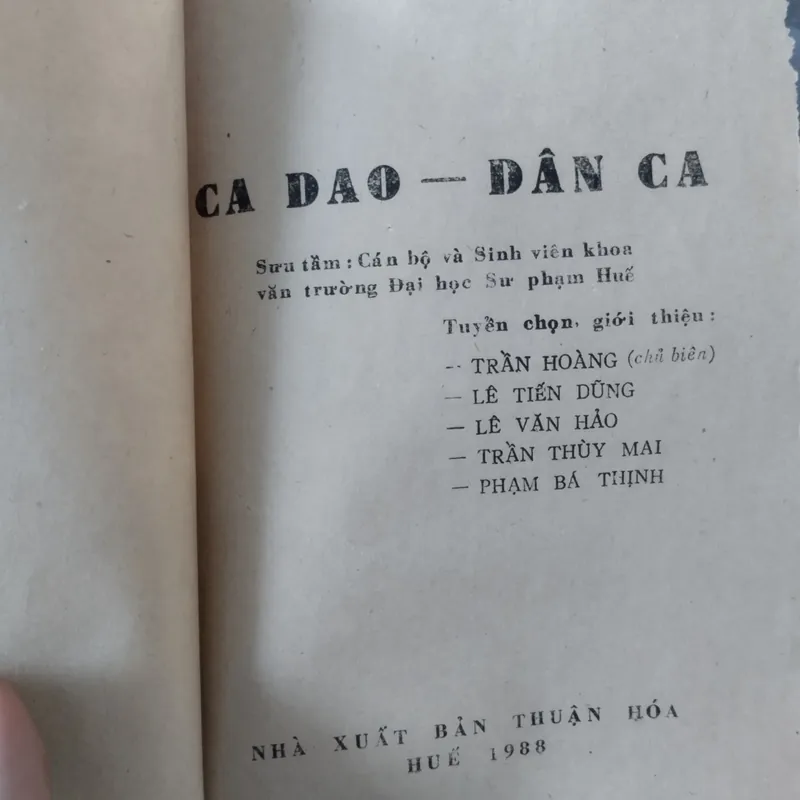 CA DAO — DÂN CA
Sưu tầm : Cán bộ và Sinh viên khoa
văn trường Đại học Sư phạm Huế
Tuyển chọn, giới thiệu :
-- TRẦN HOÀNG (chủ biên)
— LÊ TIẾN DŨNG
— LÊ VĂN HẢO
— TRẦN THÙY MAI
— PHẠM BÁ THỊNH
NHÀ XUẤT BẢN THUẬN HÓA
HUẾ 1988